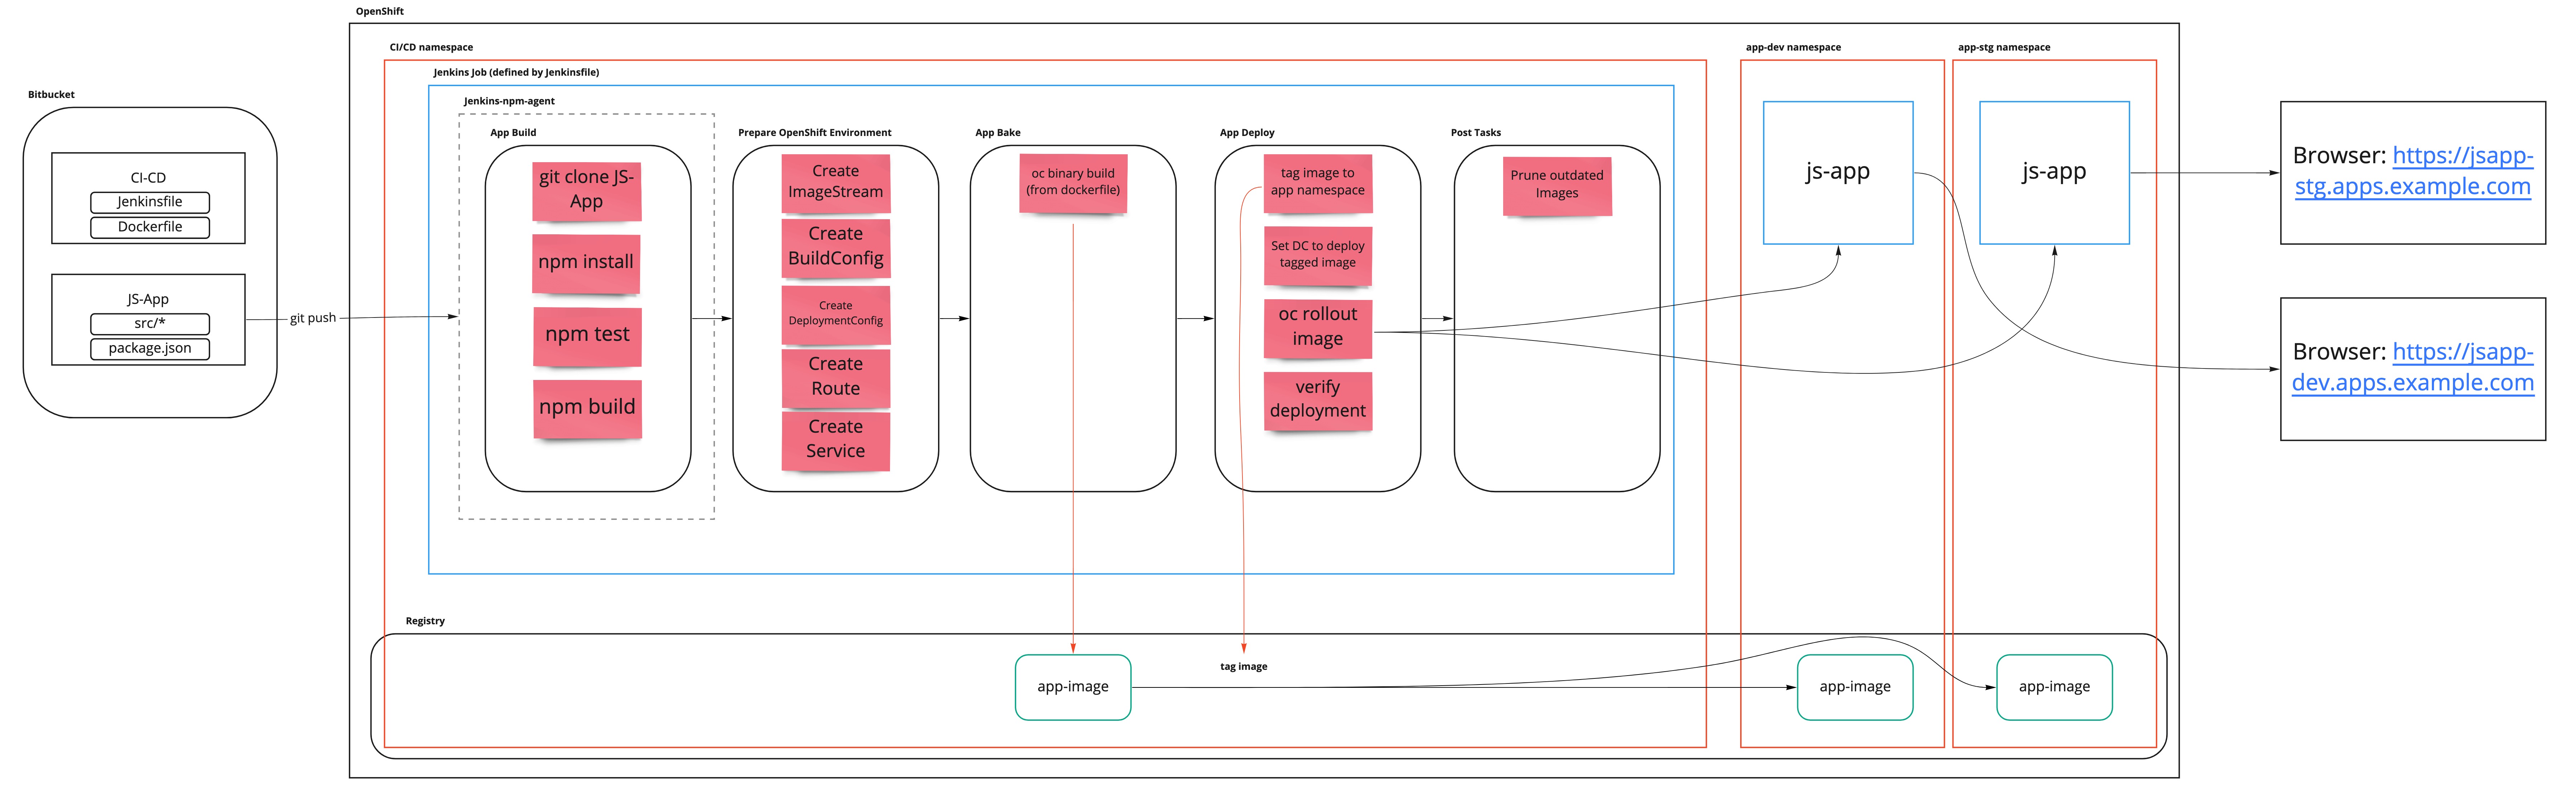 OpenShift
CI/CD namespace
app-dev namespace
app-stg namespace
Jenkins Job (defined by Jenkinsfile)
Bitbucket
Jenkins-npm-agent
App Build
Prepare OpenShift Environment
App Bake
App Deploy
Post Tasks
CI-CD
Jenkinsfile
Dockerfile
JS-App
src/*
package.json
git push
git clone JS-
App
npm install
npm test
npm build
Create
ImageStream
Create
BuildConfig
Create
DeploymentConfig
Create
Route
Create
Service
oc binary build
(from dockerfile)
tag image to
app namespace
Set DC to deploy
tagged image
oc rollout
image
verify
deployment
Prune outdated
Images
js-app
js-app
Browser: https://jsapp-
stg.apps.example.com
Browser: https://jsapp-
dev.apps.example.com
Registry
app-image
tag image
app-image
app-image